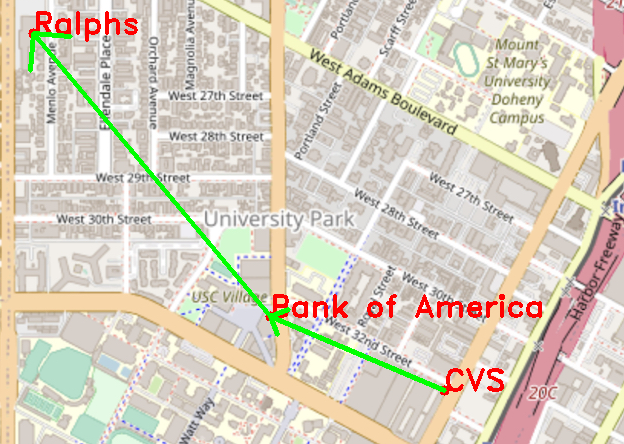 Ralphs
Menlo Avenue
Ellendale Place
Orchard Avenue
Magnolia Avenu
Portland
Scarff Street
West Adams Boulevard
Mount
St Mary's
University
Doheny
Campus
West 27th Street
Portland Street
West 28th Street
West 29th Street
West 27th Street
West 28th Street
West 30th Street
University Park
Harbor Freeway
West 30th
USC Village
Bank of America
West 32nd Street
CVS
20C
Watt Way